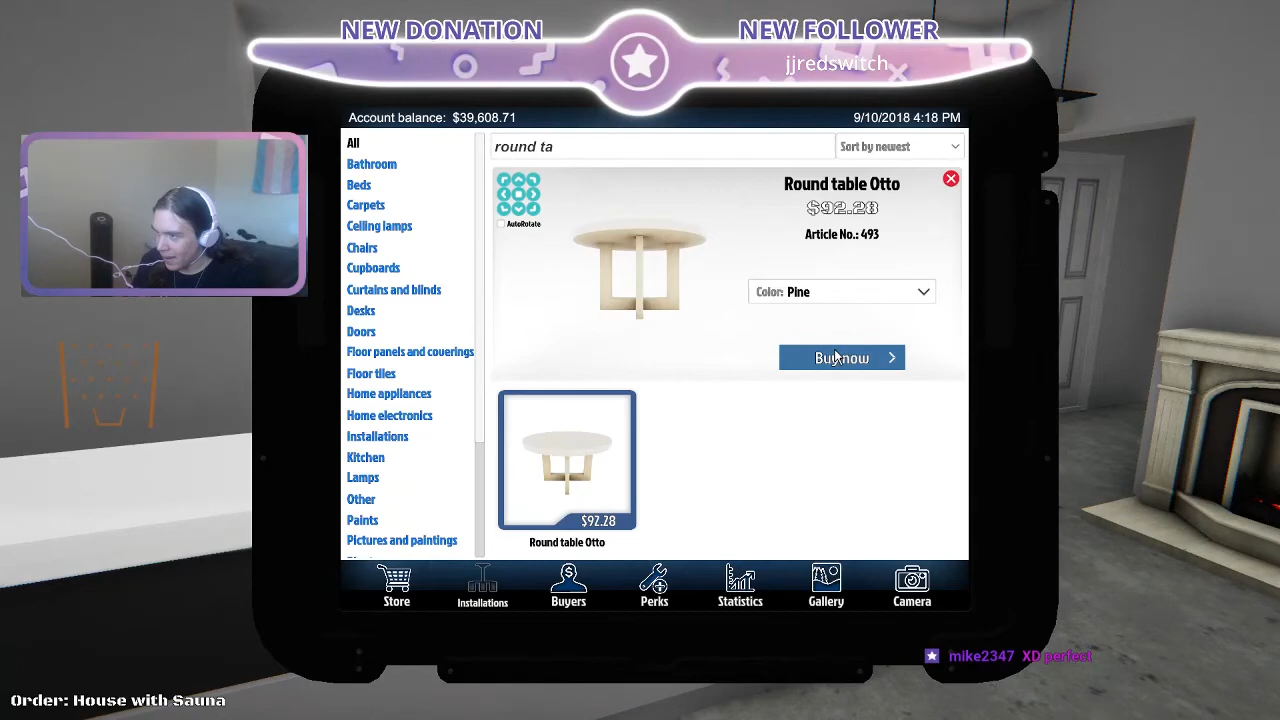 NEW DONATION
NEW FOLLOWER
jjredswitch
Account balance: $39,608.71
9/10/2018 4:18 PM
All
Bathroom
Beds
Carpets
Ceiling lamps
Chairs
Cupboards
Curtains and blinds
Desks
Doors
Floor panels and coverings
Floor tiles
Home appliances
Home electronics
Installations
Kitchen
Lamps
Other
Paints
Pictures and paintings
round ta
Sort by newest
AutoRotate
Round table Otto
$92.28
Article No.: 493
Color: Pine
Buy now
$92.28
Round table Otto
Store
Installations
Buyers
Perks
Statistics
Gallery
Camera
mike2347 XD perfect
Order: House with Sauna